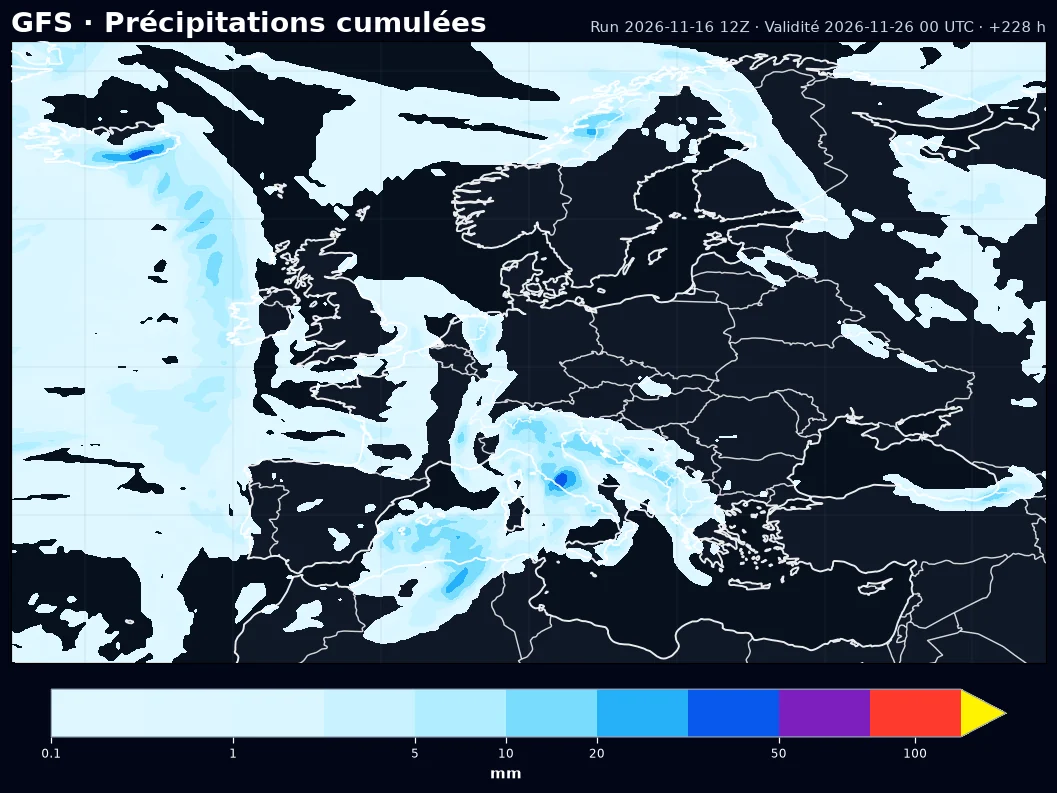 GFS · Précipitations cumulées
Run 2026-11-16 12Z · Validité 2026-11-26 00 UTC · +228 h
0.1 1 5 10 20 50 100
mm